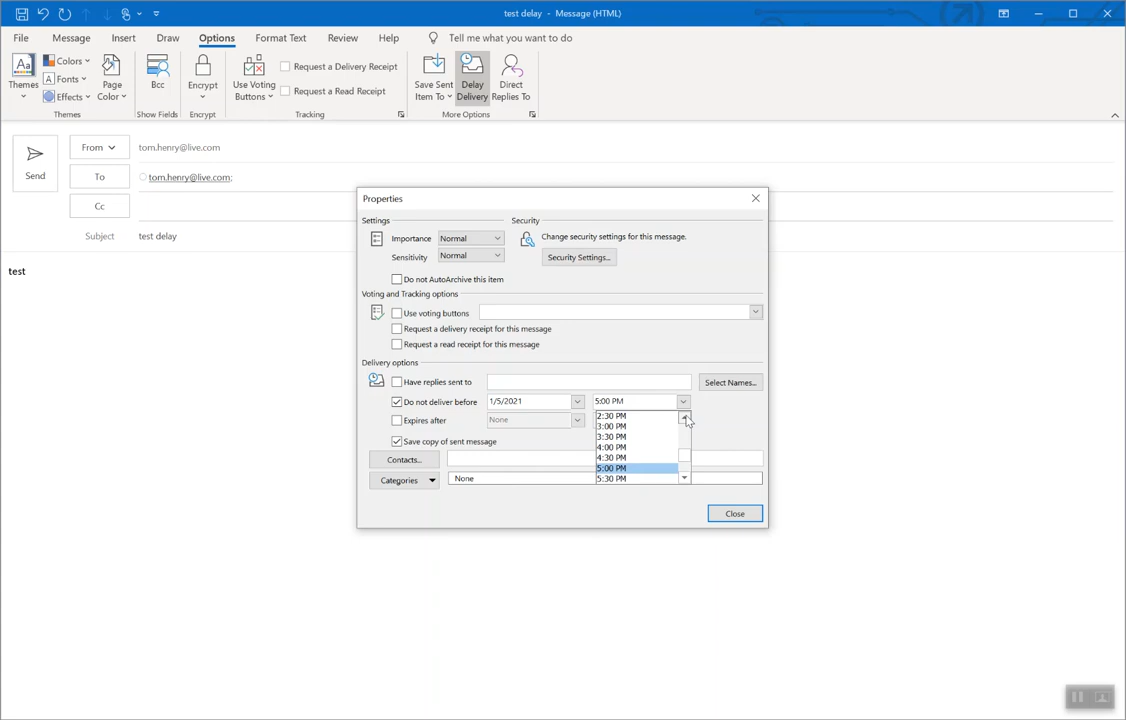 test delay - Message (HTML)
File Message Insert Draw Options Format Text Review Help Tell me what you want to do
Aa
Themes
Colors
Fonts
Effects
Page
Color
Themes
Bcc
Show Fields
Encrypt
Encrypt
Use Voting
Buttons
Request a Delivery Receipt
Request a Read Receipt
Tracking
Save Sent
Item To
Delay
Delivery
Direct
Replies To
More Options
Send
From tom.henry@live.com
To tom.henry@live.com;
Cc
Subject test delay
test
Properties
Settings
Importance Normal
Sensitivity Normal
Do not AutoArchive this item
Security
Change security settings for this message.
Security Settings...
Voting and Tracking options
Use voting buttons
Request a delivery receipt for this message
Request a read receipt for this message
Delivery options
Have replies sent to Select Names...
Do not deliver before 1/5/2021 5:00 PM
Expires after None
Save copy of sent message
2:30 PM
3:00 PM
3:30 PM
4:00 PM
4:30 PM
5:00 PM
5:30 PM
Contacts...
Categories None
Close